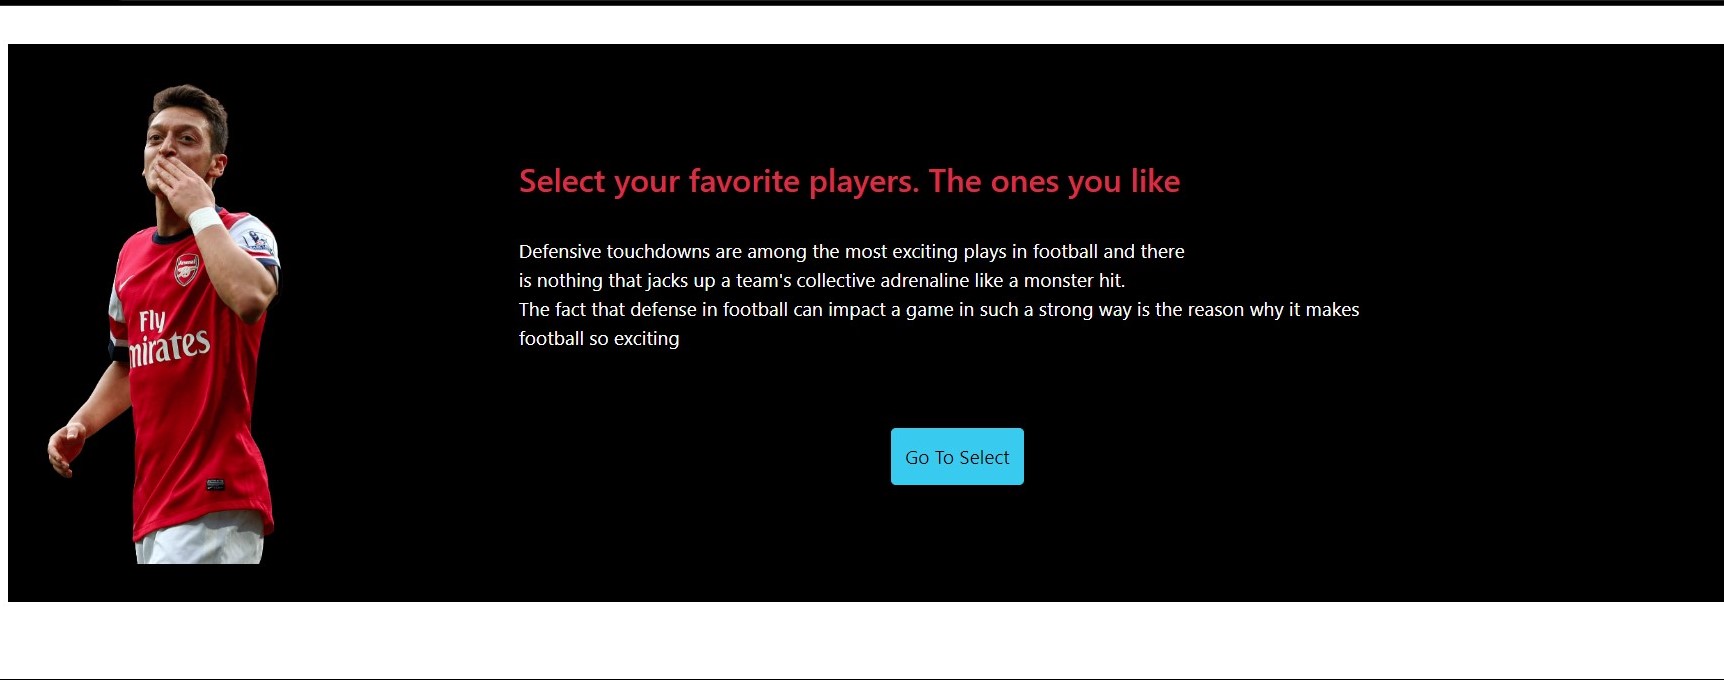 Select your favorite players. The ones you like
Defensive touchdowns are among the most exciting plays in football and there
is nothing that jacks up a team's collective adrenaline like a monster hit.
The fact that defense in football can impact a game in such a strong way is the reason why it makes
football so exciting
Go To Select
Arsenal
Fly
mirates